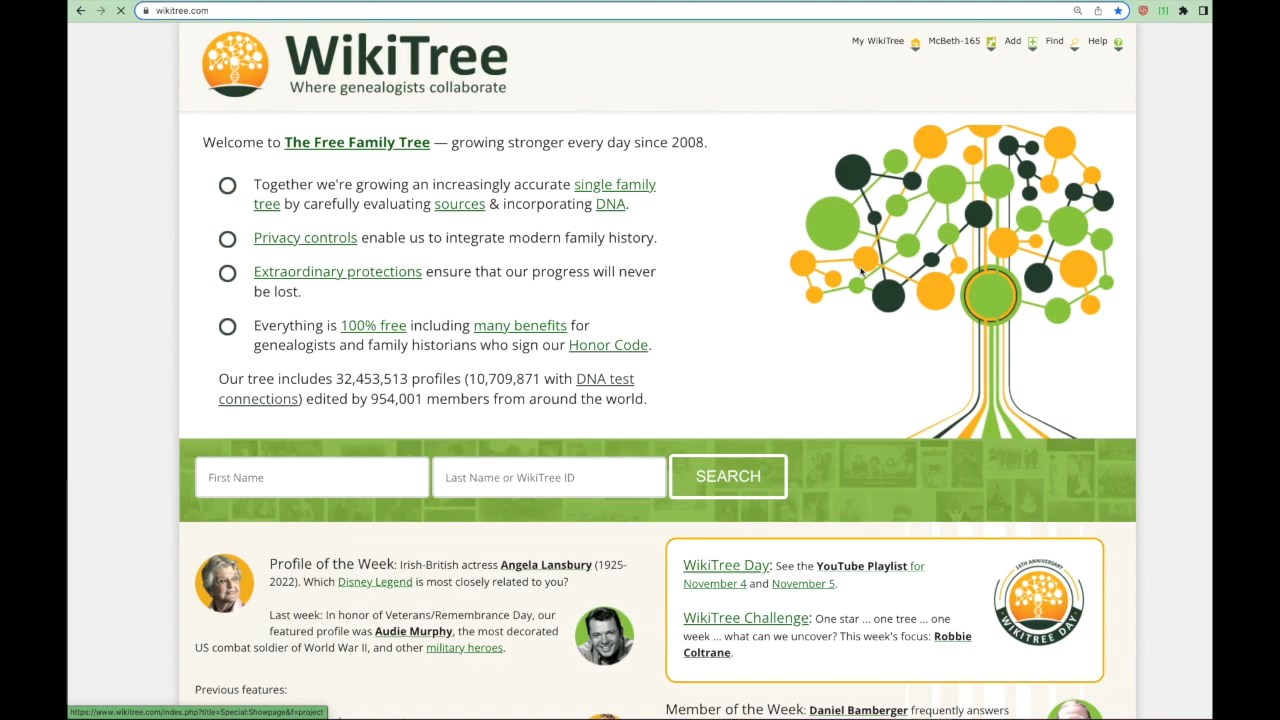 wikitree.com
WikiTree
Where genealogists collaborate
My WikiTree McBeth-165 Add Find Help
Welcome to The Free Family Tree — growing stronger every day since 2008.
Together we're growing an increasingly accurate single family
tree by carefully evaluating sources & incorporating DNA.
Privacy controls enable us to integrate modern family history.
Extraordinary protections ensure that our progress will never
be lost.
Everything is 100% free including many benefits for
genealogists and family historians who sign our Honor Code.
Our tree includes 32,453,513 profiles (10,709,871 with DNA test
connections) edited by 954,001 members from around the world.
First Name
Last Name or WikiTree ID
SEARCH
Profile of the Week: Irish-British actress Angela Lansbury (1925-
2022). Which Disney Legend is most closely related to you?
Last week: In honor of Veterans/Remembrance Day, our
featured profile was Audie Murphy, the most decorated
US combat soldier of World War II, and other military heroes.
Previous features:
WikiTree Day: See the YouTube Playlist for
November 4 and November 5.
WikiTree Challenge: One star ... one tree ... one
week ... what can we uncover? This week's focus: Robbie
Coltrane.
14TH ANNIVERSARY
WIKITREE DAY
Member of the Week: Daniel Bamberger frequently answers
https://www.wikitree.com/index.php?title=Special:Showpage&f=project